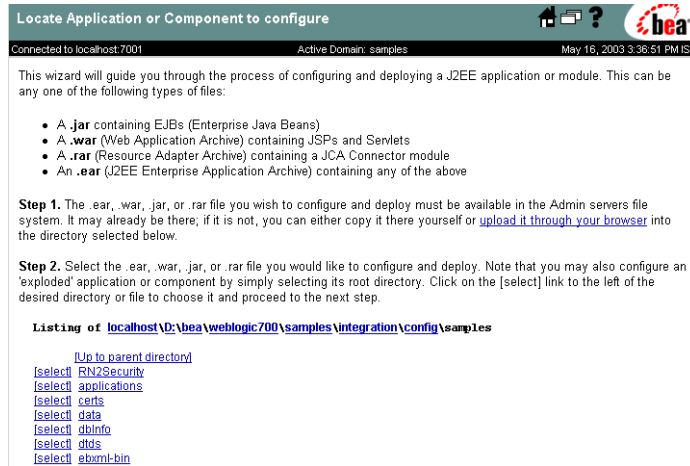 Locate Application or Component to configure
?
bea
Connected to localhost:7001 Active Domain: samples May 16, 2003 3:36:51 PM IS
This wizard will guide you through the process of configuring and deploying a J2EE application or module. This can be
any one of the following types of files:
• A .jar containing EJBs (Enterprise Java Beans)
• A .war (Web Application Archive) containing JSPs and Servlets
• A .rar (Resource Adapter Archive) containing a JCA Connector module
• An .ear (J2EE Enterprise Application Archive) containing any of the above
Step 1. The .ear, .war, .jar, or .rar file you wish to configure and deploy must be available in the Admin servers file
system. It may already be there; if it is not, you can either copy it there yourself or upload it through your browser into
the directory selected below.
Step 2. Select the .ear, .war, .jar, or .rar file you would like to configure and deploy. Note that you may also configure an
'exploded' application or component by simply selecting its root directory. Click on the [select] link to the left of the
desired directory or file to choose it and proceed to the next step.
Listing of localhost\D:\bea\weblogic700\samples\integration\config\samples
[Up to parent directory]
[select] RN2Security
[select] applications
[select] certs
[select] data
[select] dbInfo
[select] dtds
[select] ebxml-bin